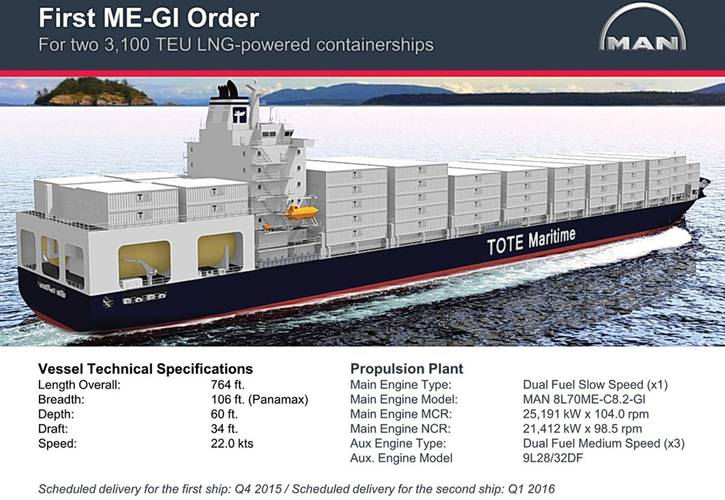 First ME-GI Order
For two 3,100 TEU LNG-powered containerships
MAN
TOTE Maritime
Vessel Technical Specifications
Length Overall: 764 ft.
Breadth: 106 ft. (Panamax)
Depth: 60 ft.
Draft: 34 ft.
Speed: 22.0 kts
Propulsion Plant
Main Engine Type: Dual Fuel Slow Speed (x1)
Main Engine Model: MAN 8L70ME-C8.2-GI
Main Engine MCR: 25,191 kW x 104.0 rpm
Main Engine NCR: 21,412 kW x 98.5 rpm
Aux Engine Type: Dual Fuel Medium Speed (x3)
Aux. Engine Model 9L28/32DF
Scheduled delivery for the first ship: Q4 2015 / Scheduled delivery for the second ship: Q1 2016